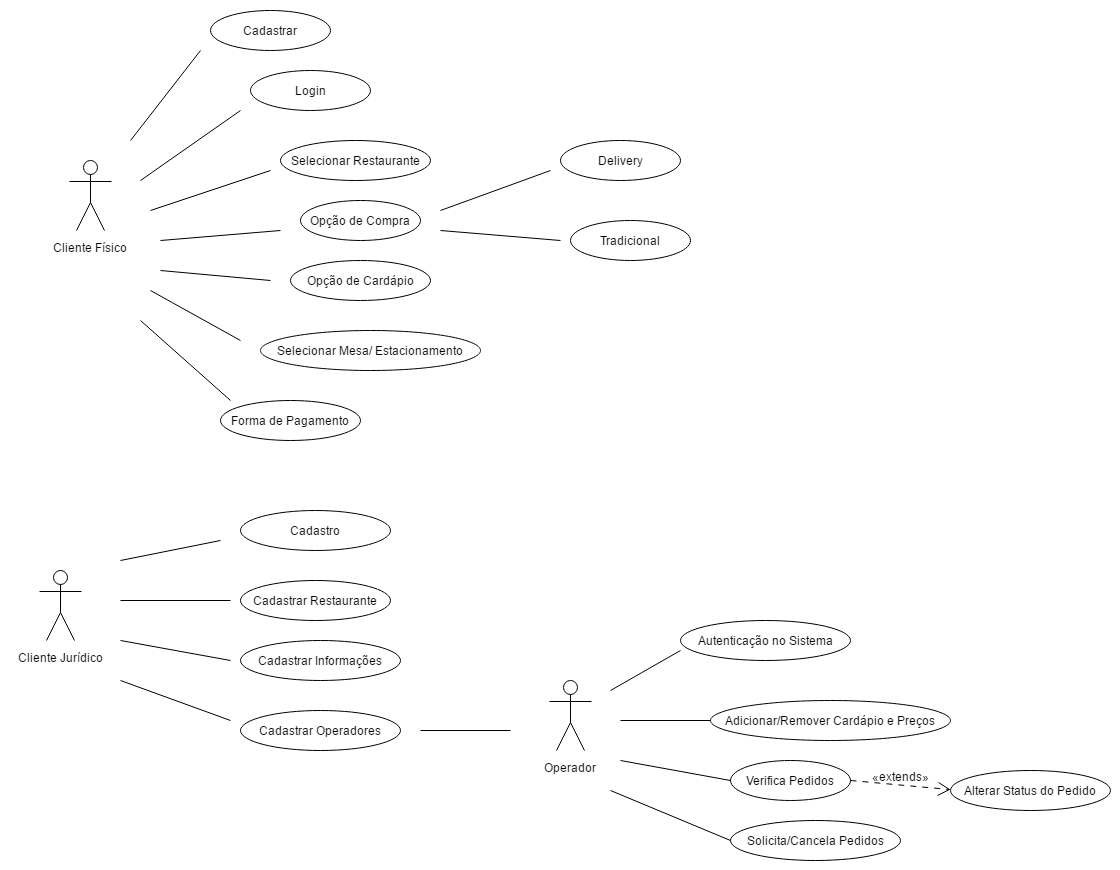 Cadastrar
Login
Selecionar Restaurante
Delivery
Opção de Compra
Tradicional
Cliente Físico
Opção de Cardápio
Selecionar Mesa/ Estacionamento
Forma de Pagamento
Cadastro
Cadastrar Restaurante
Cliente Jurídico
Cadastrar Informações
Cadastrar Operadores
Autenticação no Sistema
Adicionar/Remover Cardápio e Preços
Operador
Verifica Pedidos
«extends»
Alterar Status do Pedido
Solicita/Cancela Pedidos